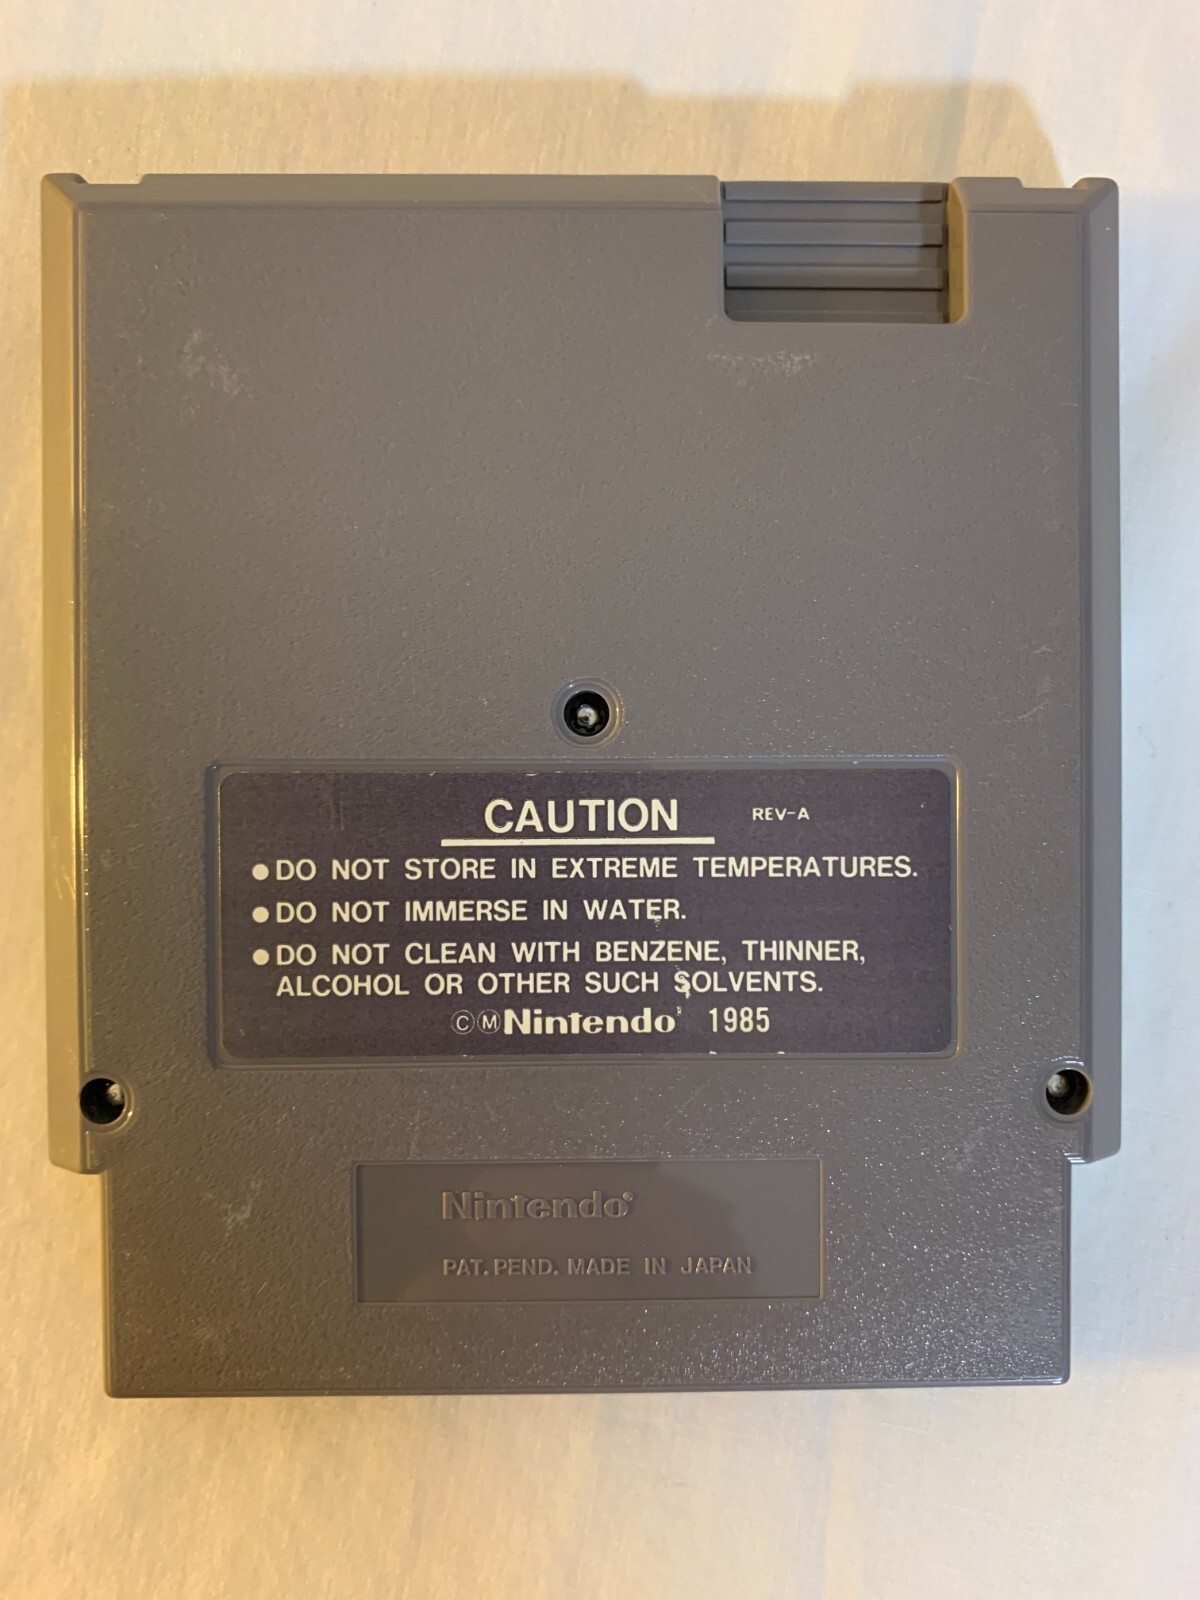 CAUTION REV-A
●DO NOT STORE IN EXTREME TEMPERATURES.
●DO NOT IMMERSE IN WATER.
●DO NOT CLEAN WITH BENZENE, THINNER,
ALCOHOL OR OTHER SUCH SOLVENTS.
ⒸⓂNintendo® 1985
Nintendo®
PAT. PEND. MADE IN JAPAN